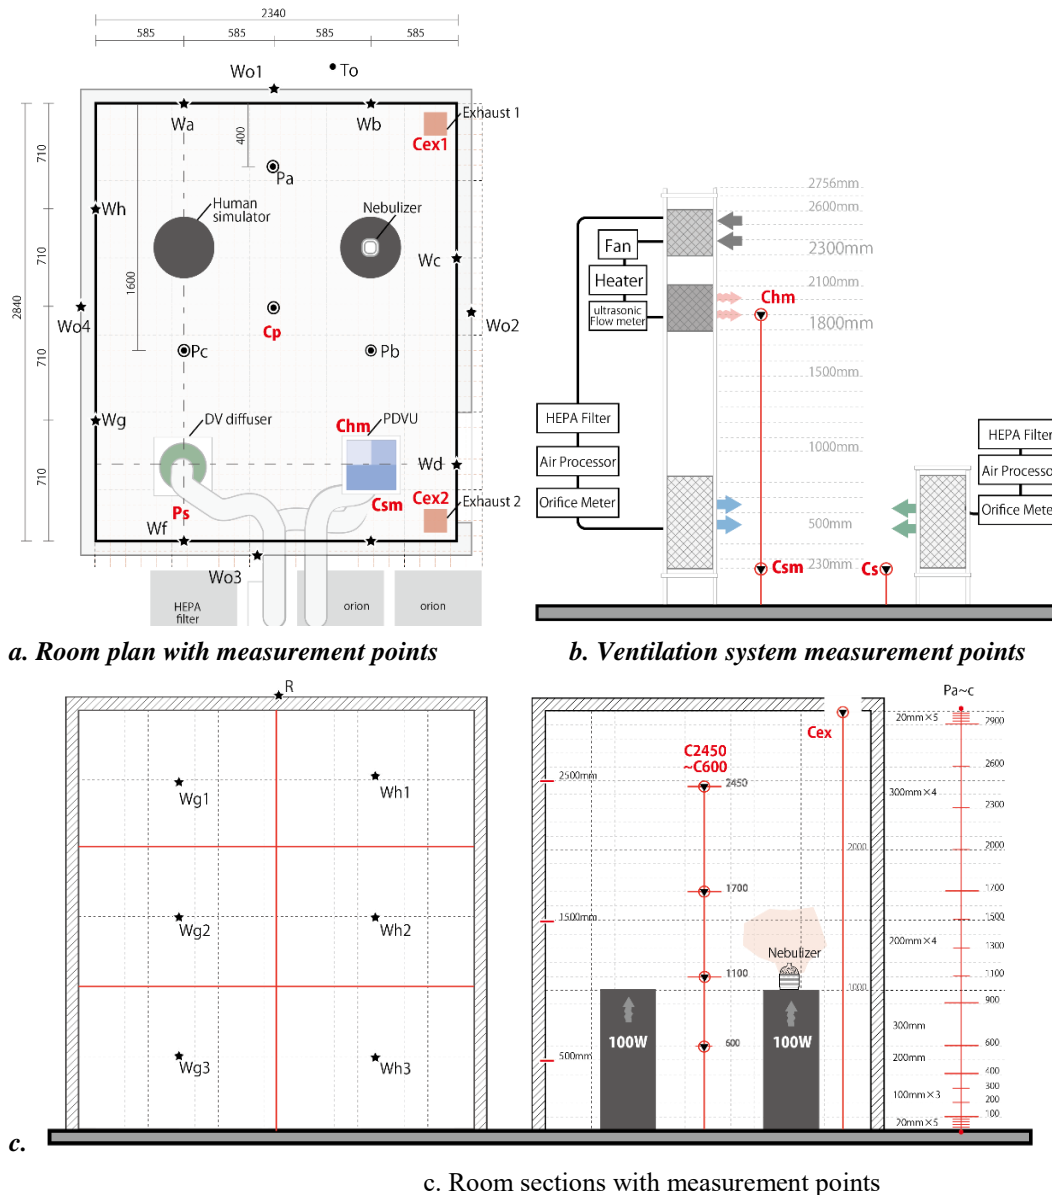 2340
585
585
585
585
To
Wo1
Wa
Wb
Exhaust 1
Cex1
400
710
Pa
Wh
Human
simulator
Nebulizer
Wc
710
1600
2840
Wo4
Cp
Wo2
Pc
Pb
710
Wg
DV diffuser
Chm
PDVU
Wd
710
Ps
Csm
Cex2
Exhaust 2
Wf
Wo3
HEPA
filter
orion
orion
a. Room plan with measurement points
2756mm
2600mm
Fan
2300mm
Heater
2100mm
Chm
ultrasonic
Flow meter
1800mm
1500mm
HEPA Filter
1000mm
HEPA Filter
Air Processor
Air Processor
Orifice Meter
Orifice Meter
500mm
Csm
230mm
Cs
b. Ventilation system measurement points
R
Wg1
Wh1
Wg2
Wh2
Wg3
Wh3
Pa~c
Cex
20mm×5
2900
C2450
~C600
2600
2500mm
2450
300mm×4
2300
2000
2000
1700
1700
1500mm
1500
200mm×4
1300
Nebulizer
1100
1100
1000
900
300mm
100W
600
100W
600
500mm
200mm
400
300
100mm×3
200
100
20mm×5
c.
c. Room sections with measurement points